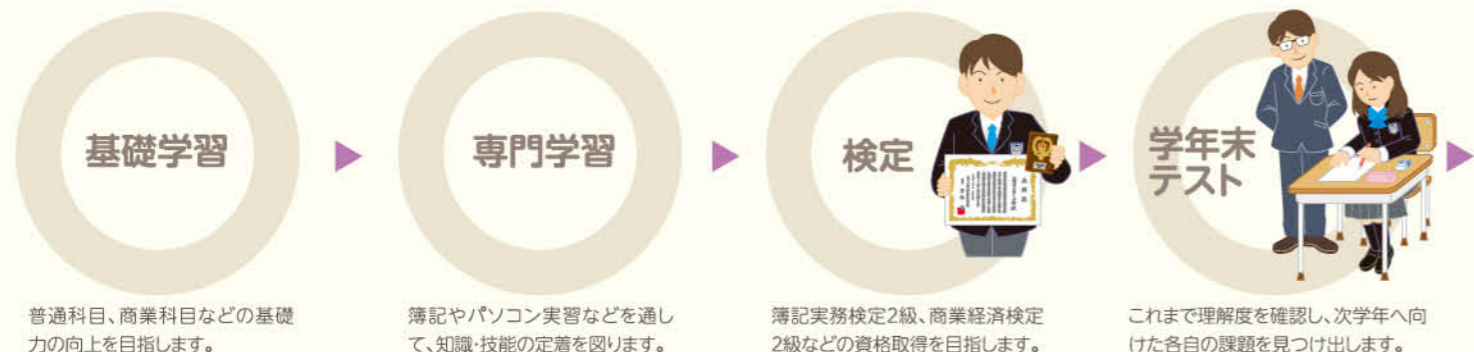 基礎学習
専門学習
検定
学年末
テスト
普通科目、商業科目などの基礎
力の向上を目指します。
簿記やパソコン実習などを通し
て、知識・技能の定着を図ります。
簿記実務検定2級、商業経済検定
2級などの資格取得を目指します。
これまで理解度を確認し、次学年へ向
けた各自の課題を見つけ出します。